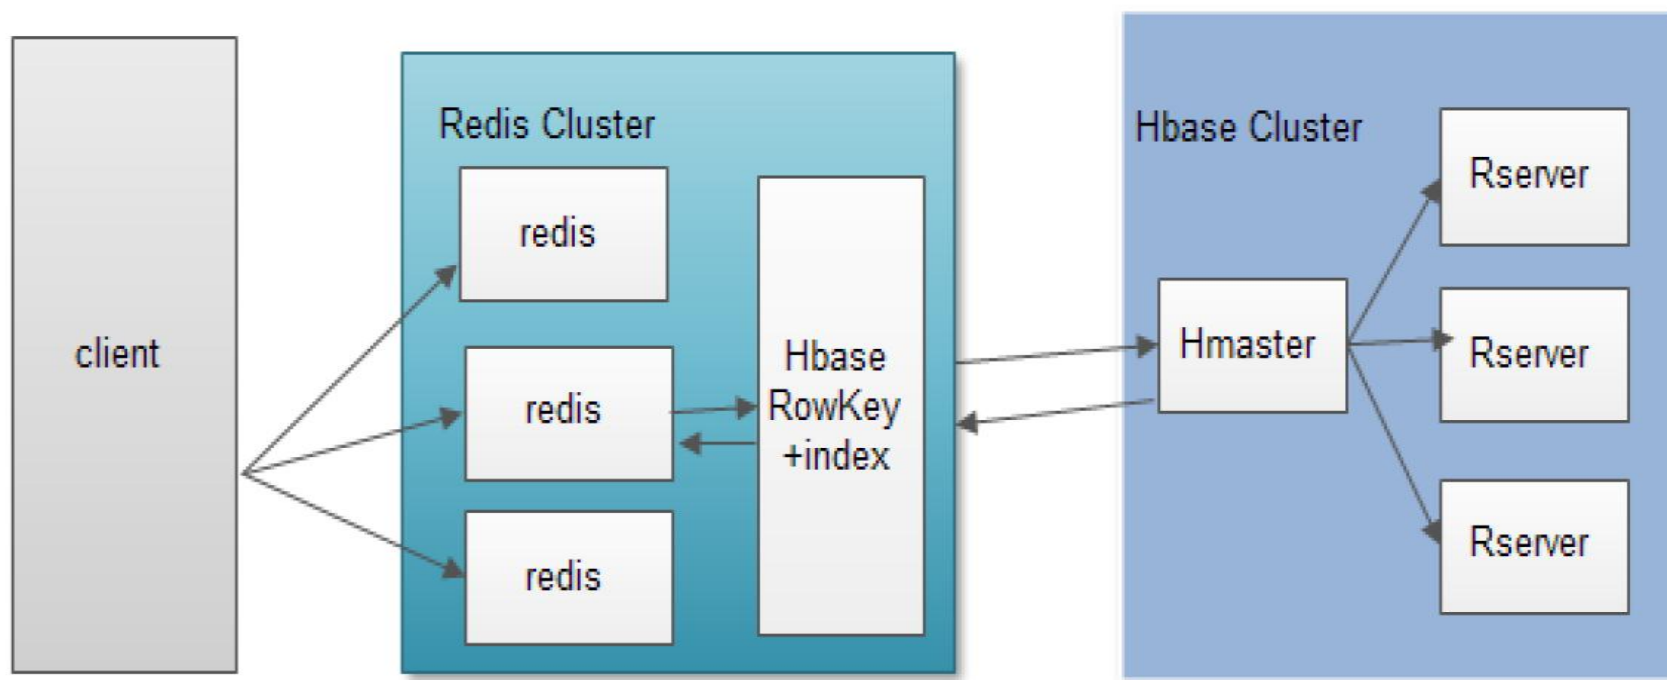 client
Redis Cluster
redis
redis
redis
Hbase
RowKey
+index
Hbase Cluster
Hmaster
Rserver
Rserver
Rserver